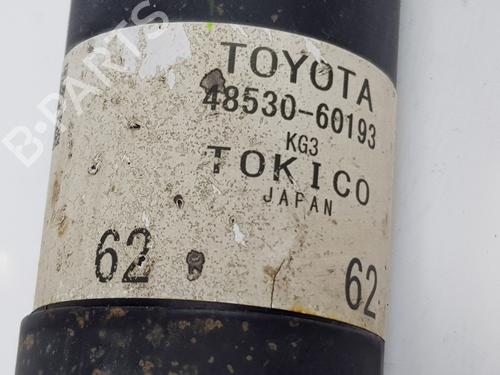 TOYOTA
48530-60193
KG3
TOKICO
JAPAN
62
62
B-PARTS